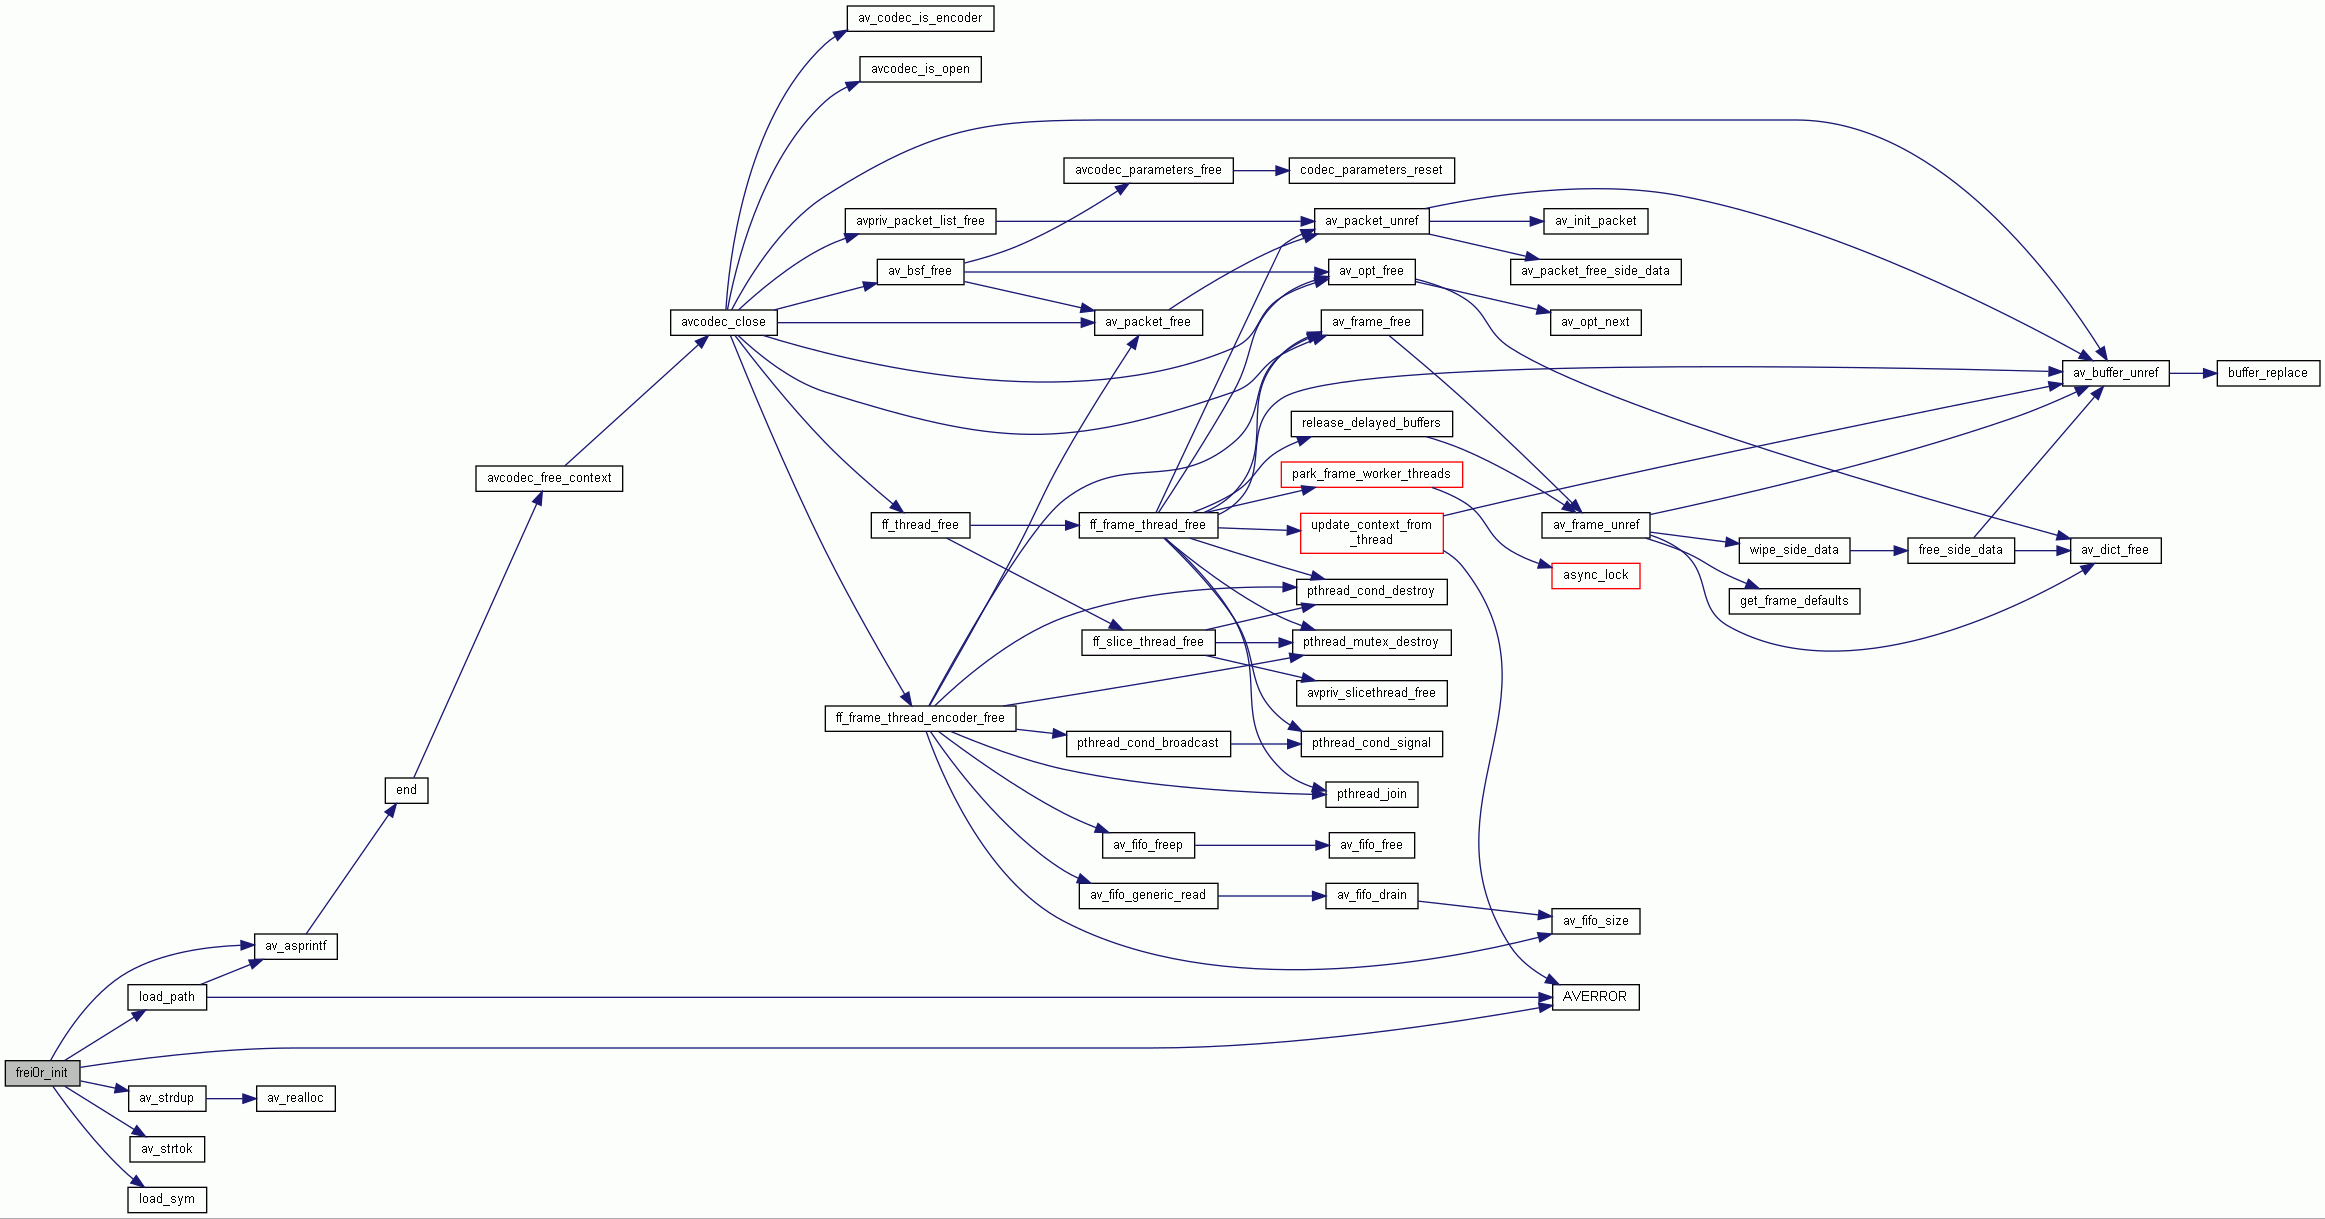 av_codec_is_encoder
avcodec_is_open
avcodec_parameters_free
codec_parameters_reset
avpriv_packet_list_free
av_packet_unref
av_init_packet
av_bsf_free
av_opt_free
av_packet_free_side_data
avcodec_close
av_packet_free
av_frame_free
av_opt_next
av_buffer_unref
buffer_replace
release_delayed_buffers
avcodec_free_context
park_frame_worker_threads
ff_thread_free
ff_frame_thread_free
update_context_from
_thread
av_frame_unref
wipe_side_data
free_side_data
av_dict_free
async_lock
pthread_cond_destroy
get_frame_defaults
ff_slice_thread_free
pthread_mutex_destroy
avpriv_slicethread_free
ff_frame_thread_encoder_free
pthread_cond_broadcast
pthread_cond_signal
end
pthread_join
av_fifo_freep
av_fifo_free
av_fifo_generic_read
av_fifo_drain
av_fifo_size
av_asprintf
load_path
AVERROR
frei0r_init
av_strdup
av_realloc
av_strtok
load_sym